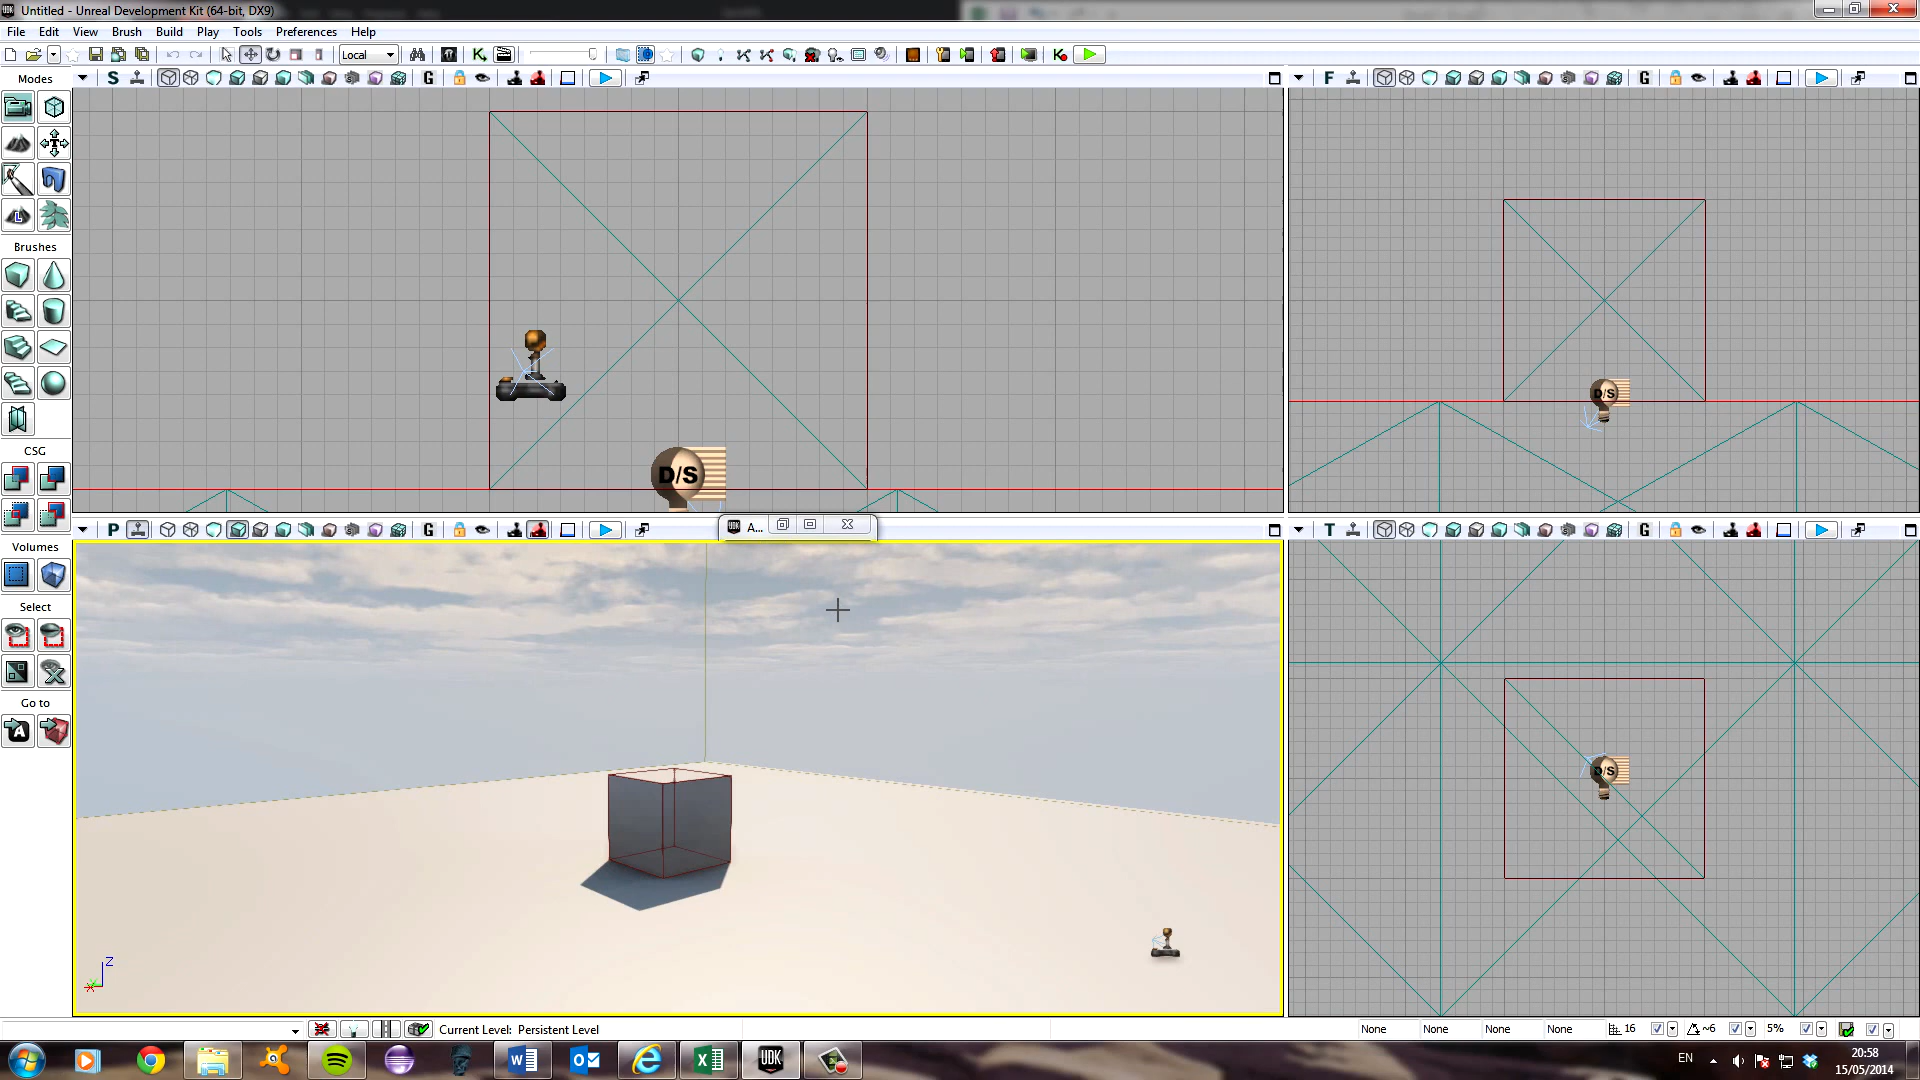 Untitled - Unreal Development Kit (64-bit, DX9)
File Edit View Brush Build Play Tools Preferences Help
Local
Modes
S G
F G
D/S
D/S
Brushes
CSG
P G
A...
T G
Volumes
Select
Go to
A
D/S
Z
X
Current Level: Persistent Level
None None None None 16 ~6 5%
UDK
EN
20:58
15/05/2014